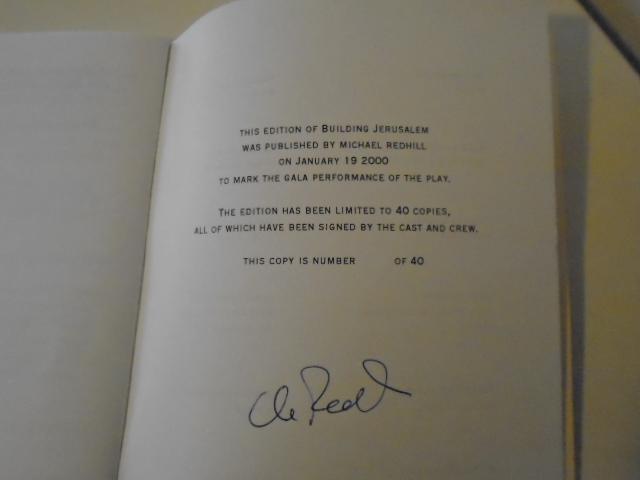 THIS EDITION OF BUILDING JERUSALEM
WAS PUBLISHED BY MICHAEL REDHILL
ON JANUARY 19 2000
TO MARK THE GALA PERFORMANCE OF THE PLAY.
THE EDITION HAS BEEN LIMITED TO 40 COPIES,
ALL OF WHICH HAVE BEEN SIGNED BY THE CAST AND CREW.
THIS COPY IS NUMBER OF 40